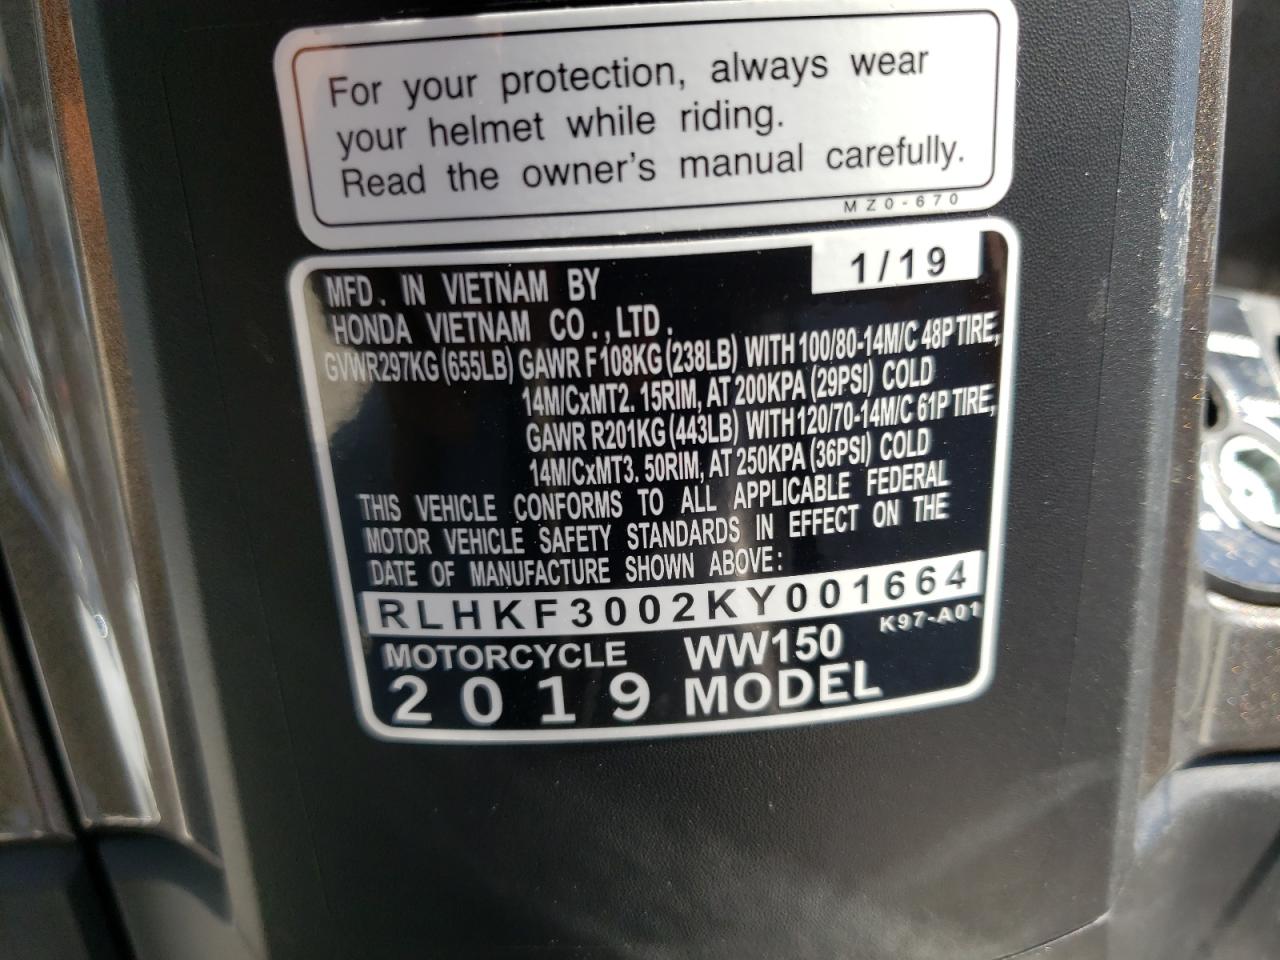 For your protection, always wear
your helmet while riding.
Read the owner's manual carefully.
MZ0-670
1/19
MFD. IN VIETNAM BY
HONDA VIETNAM CO.,LTD.
GVWR297KG (655LB) GAWR F108KG (238LB) WITH 100/80-14M/C 48P TIRE,
14M/CxMT2. 15RIM, AT 200KPA (29PSI) COLD
GAWR R201KG (443LB) WITH 120/70-14M/C 61P TIRE,
14M/CxMT3. 50RIM, AT 250KPA (36PSI) COLD
THIS VEHICLE CONFORMS TO ALL APPLICABLE FEDERAL
MOTOR VEHICLE SAFETY STANDARDS IN EFFECT ON THE
DATE OF MANUFACTURE SHOWN ABOVE:
RLHKF3002KY001664
K97-A01
MOTORCYCLE WW150
2019 MODEL